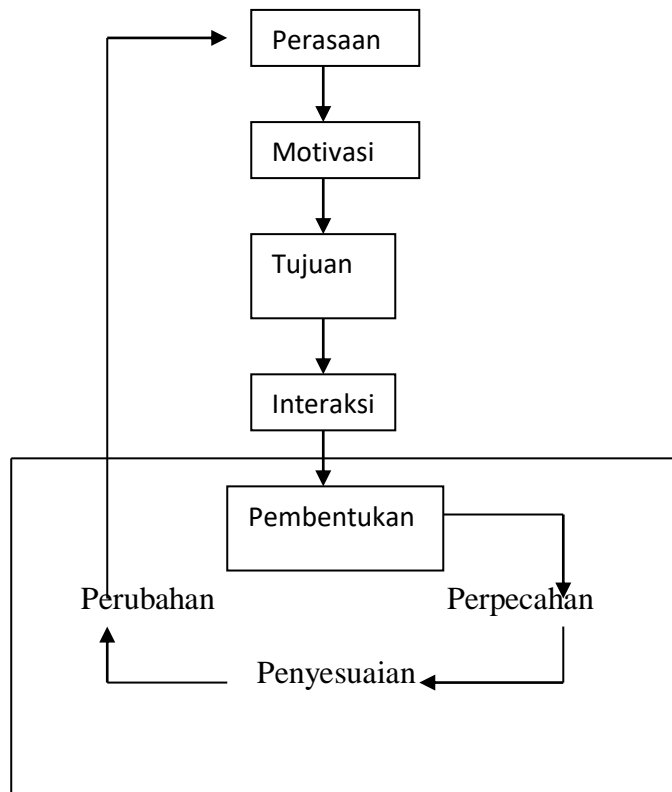 Perasaan
Motivasi
Tujuan
Interaksi
Pembentukan
Perubahan
Perpecahan
Penyesuaian